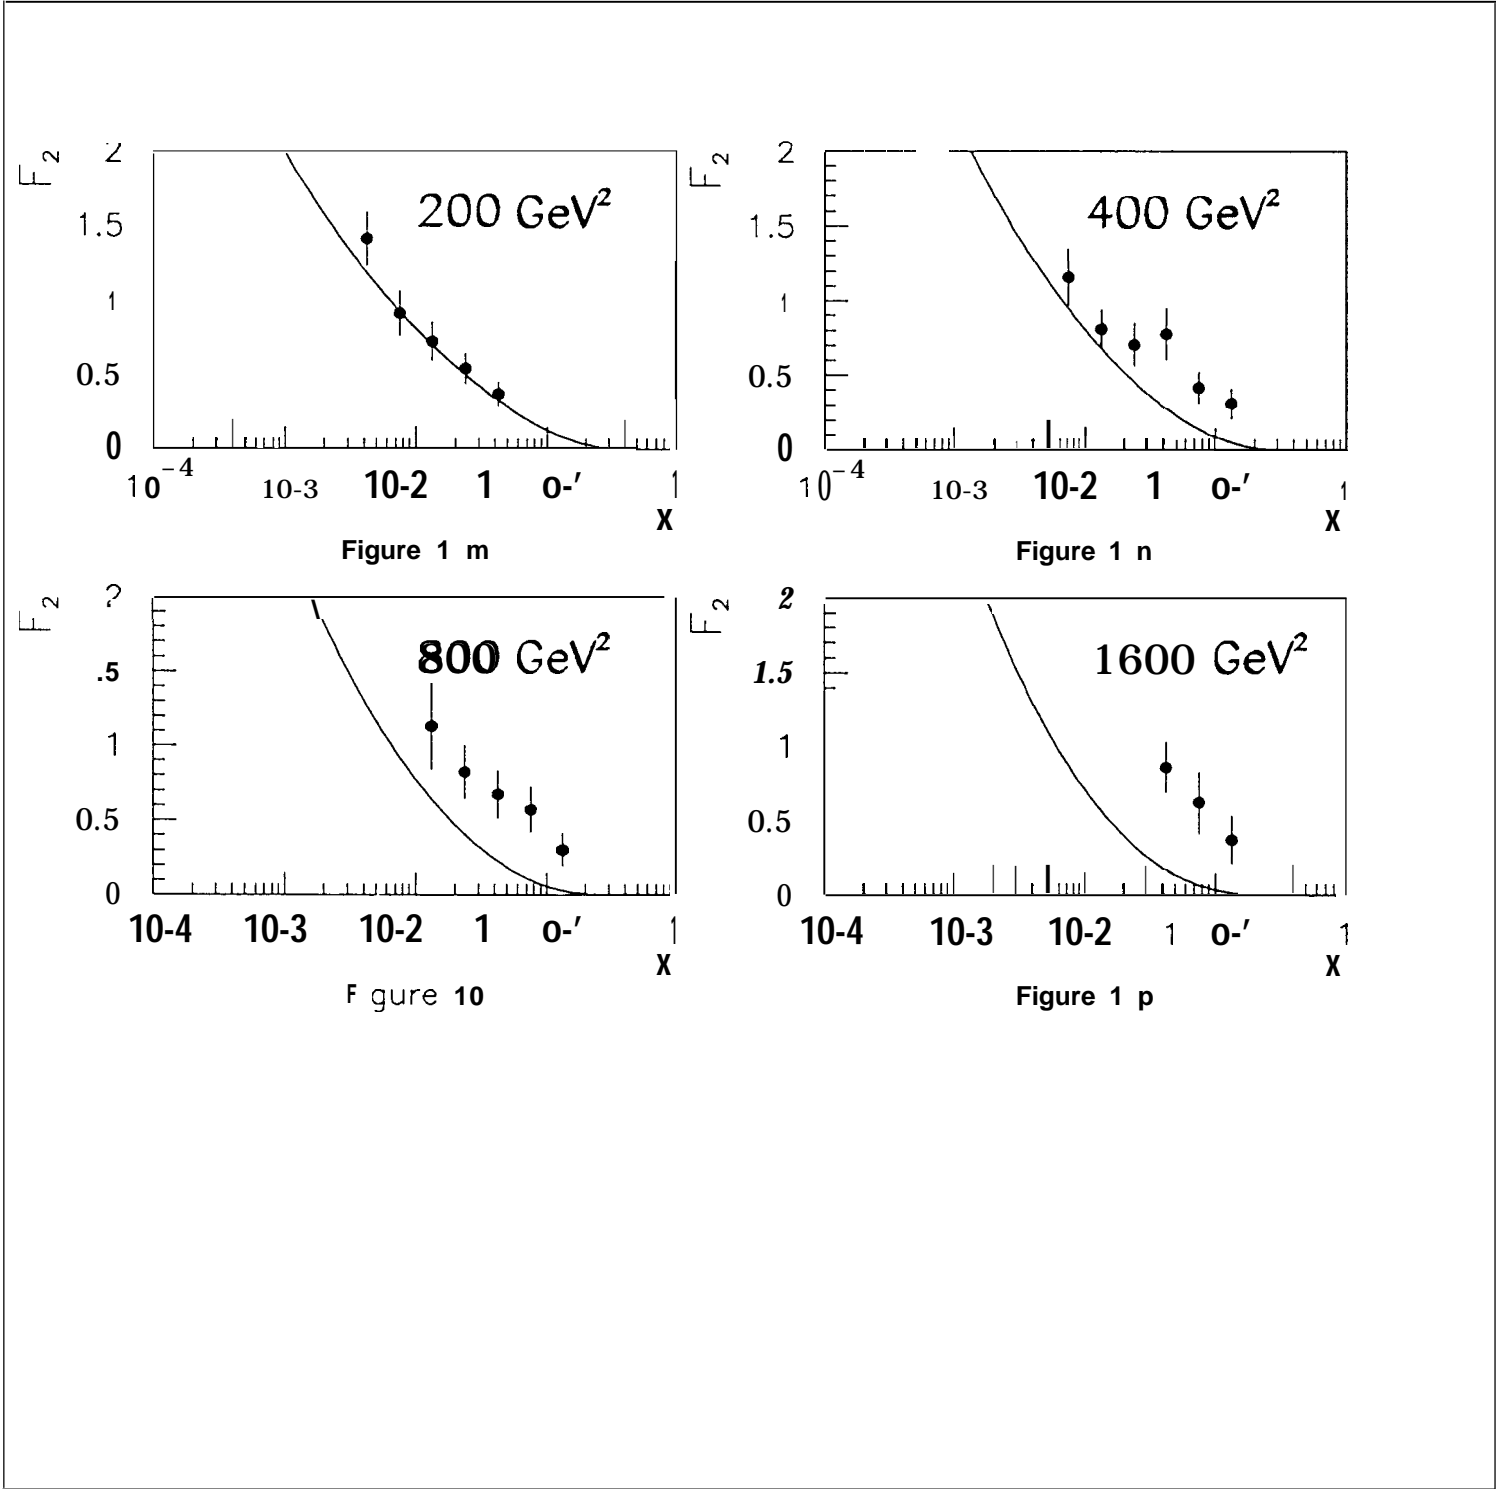 F2 2 200 GeV²
1.5
1
0.5
0
10⁻⁴ 10-3 10-2 1 o-' 1
x
Figure 1 m
F2 2 400 GeV²
1.5
1
0.5
0
10⁻⁴ 10-3 10-2 1 o-' 1
x
Figure 1 n
F2 ? 800 GeV²
.5
1
0.5
0
10-4 10-3 10-2 1 o-' 1
x
F gure 10
F2 2 1600 GeV²
1.5
1
0.5
0
10-4 10-3 10-2 1 o-' 1
x
Figure 1 p